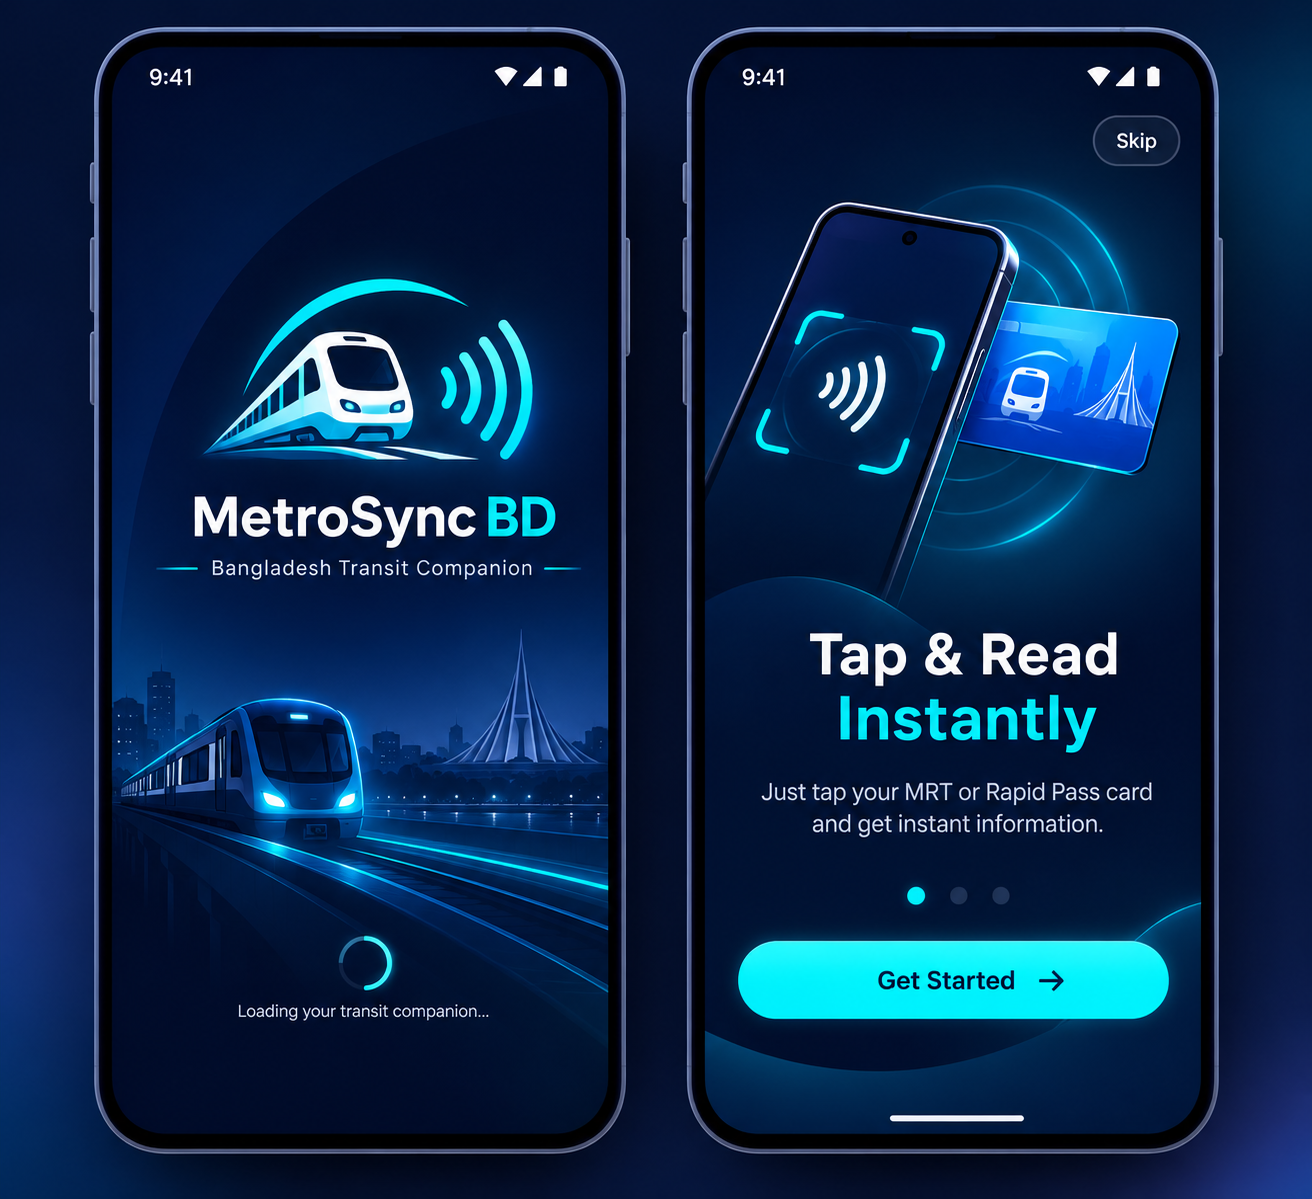 9:41
MetroSync BD
Bangladesh Transit Companion
Loading your transit companion...
9:41
Skip
Tap & Read
Instantly
Just tap your MRT or Rapid Pass card
and get instant information.
Get Started →